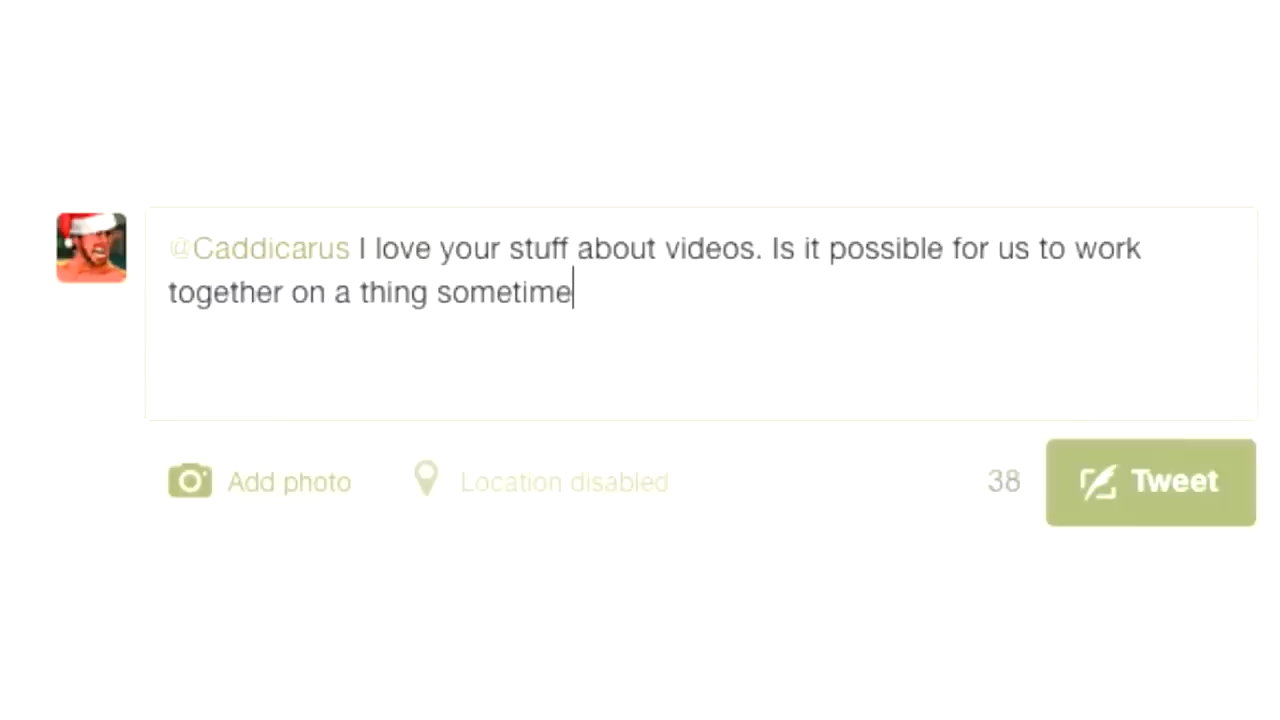 @Caddicarus I love your stuff about videos. Is it possible for us to work
together on a thing sometime
Add photo
Location disabled
38
Tweet